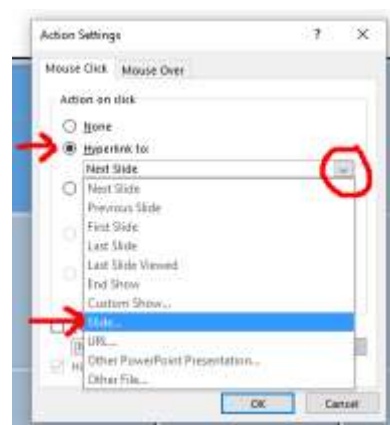 Action Settings ? ×
Mouse Click Mouse Over
Action on click
None
Hyperlink to:
Next Slide
Next Slide
Previous Slide
First Slide
Last Slide
Last Slide Viewed
End Show
Custom Show...
Slide...
URL...
Other PowerPoint Presentation...
Other File...
OK Cancel